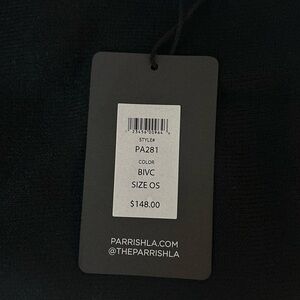 STYLE#
PA281
COLOR
BIVC
SIZE OS
$148.00
PARRISHLA.COM
@THEPARRISHLA